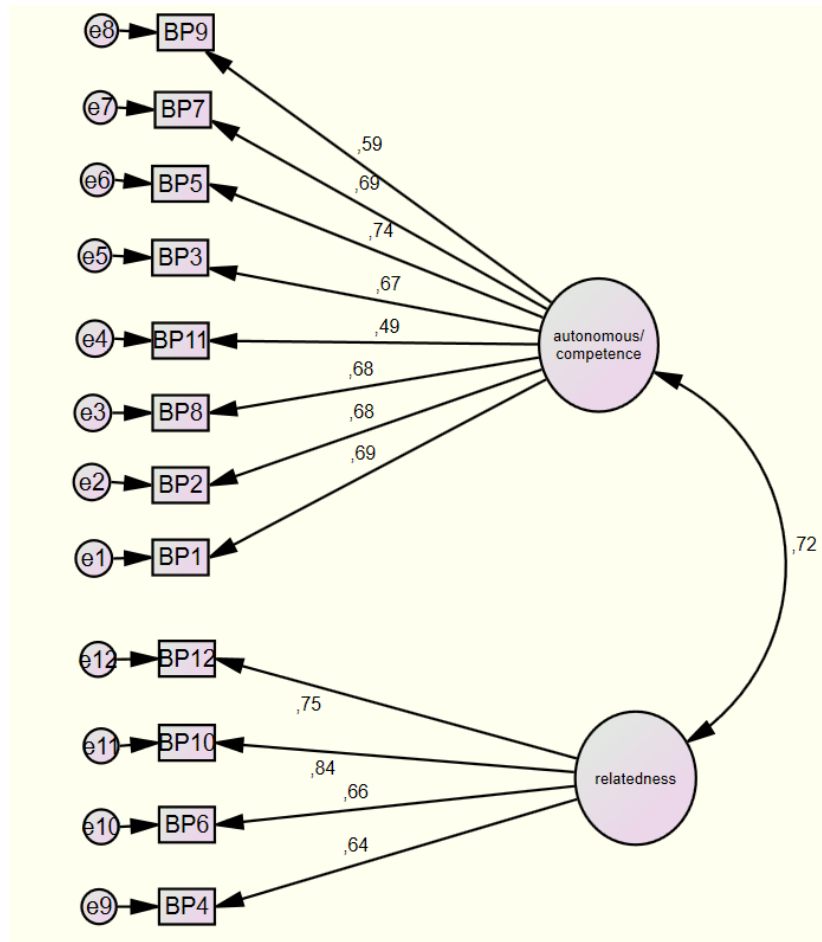 e8 BP9
e7 BP7
,59
,69
e6 BP5
,74
e5 BP3
,67
e4 BP11
,49
autonomous/
competence
e3 BP8
,68
e2 BP2
,68
e1 BP1
,69
,72
e12 BP12
,75
e11 BP10
,84
relatedness
e10 BP6
,66
e9 BP4
,64